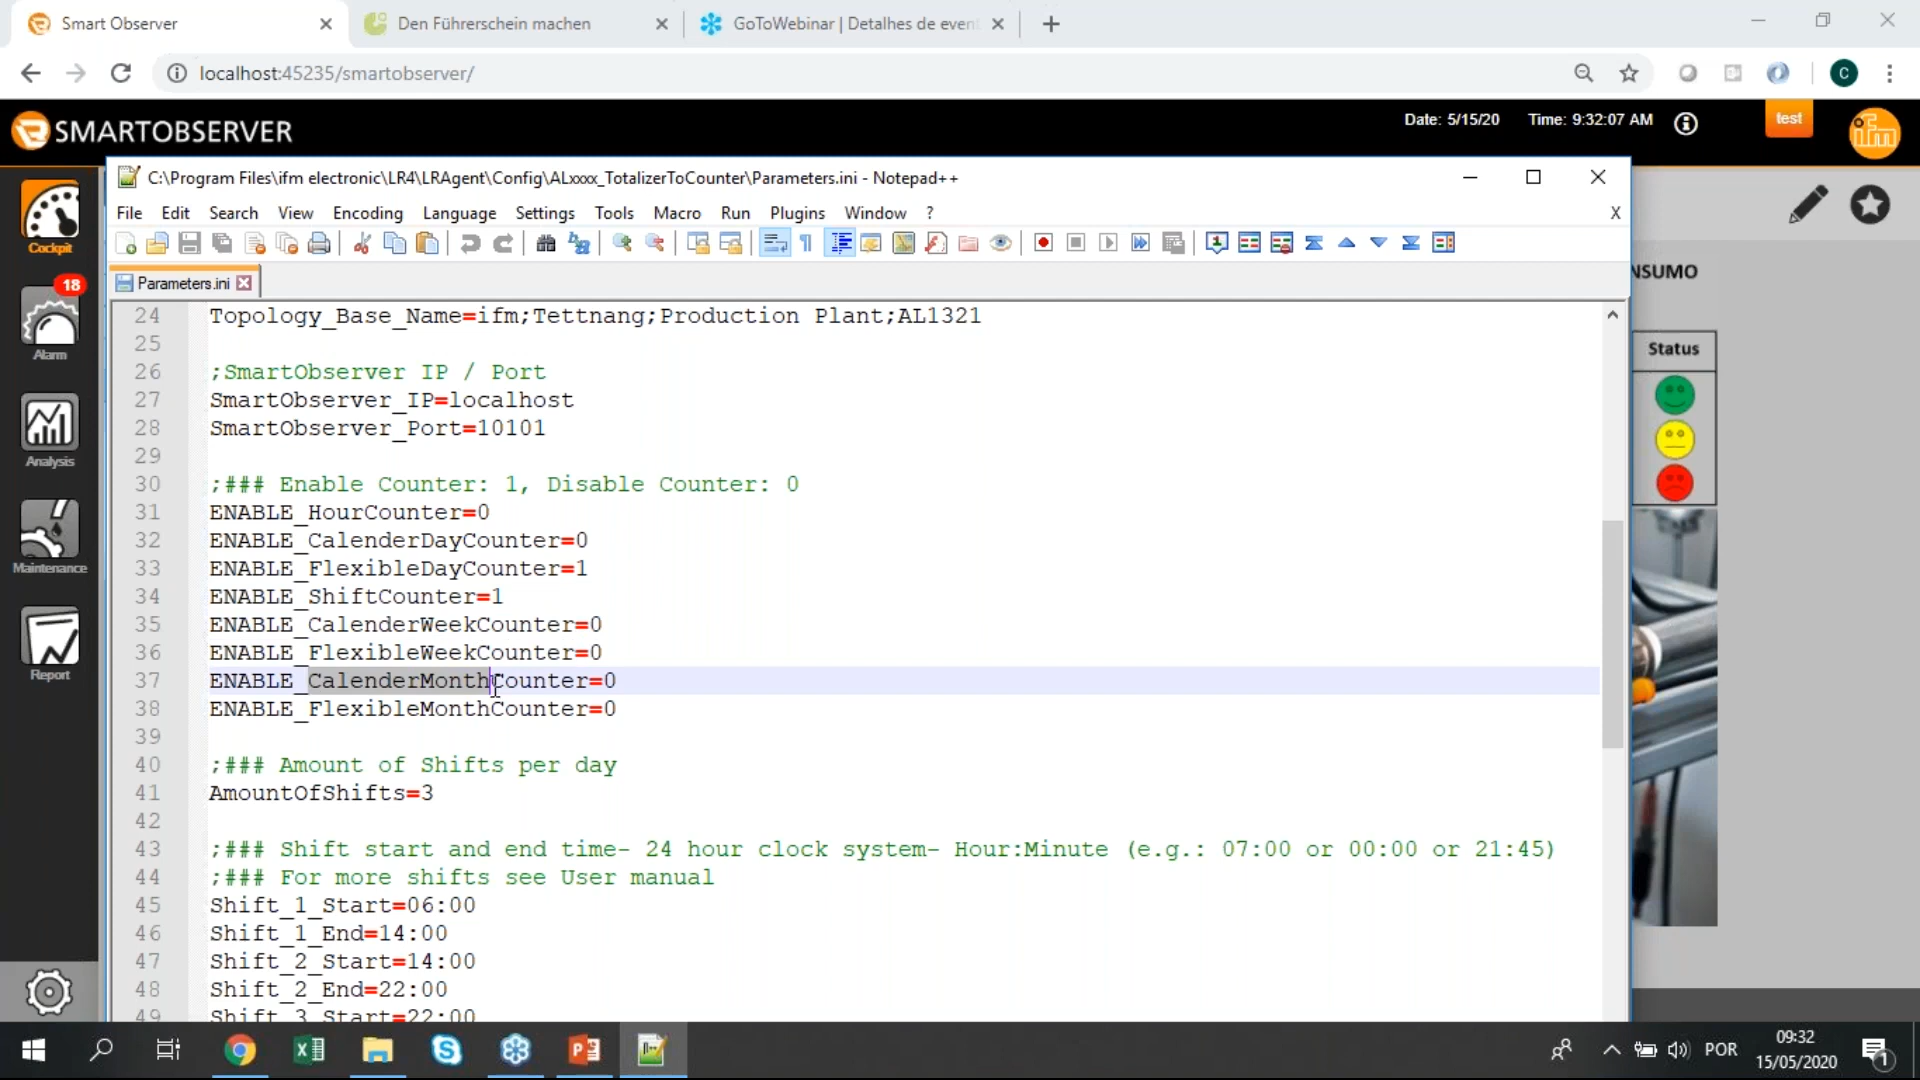 Smart Observer
Den Führerschein machen
GoToWebinar | Detalhes de even
localhost:45235/smartobserver/
C
SMARTOBSERVER
Date: 5/15/20
Time: 9:32:07 AM
test
ifm
C:\Program Files\ifm electronic\LR4\LRAgent\Config\ALxxxx_TotalizerToCounter\Parameters.ini - Notepad++
File Edit Search View Encoding Language Settings Tools Macro Run Plugins Window ? X
Parameters.ini
Cockpit
18
Alarm
Analysis
Maintenance
Report
NSUMO
Status
24 Topology_Base_Name=ifm;Tettnang;Production Plant;AL1321
25
26 ;SmartObserver IP / Port
27 SmartObserver_IP=localhost
28 SmartObserver_Port=10101
29
30 ;### Enable Counter: 1, Disable Counter: 0
31 ENABLE_HourCounter=0
32 ENABLE_CalenderDayCounter=0
33 ENABLE_FlexibleDayCounter=1
34 ENABLE_ShiftCounter=1
35 ENABLE_CalenderWeekCounter=0
36 ENABLE_FlexibleWeekCounter=0
37 ENABLE_CalenderMonthCounter=0
38 ENABLE_FlexibleMonthCounter=0
39
40 ;### Amount of Shifts per day
41 AmountOfShifts=3
42
43 ;### Shift start and end time- 24 hour clock system- Hour:Minute (e.g.: 07:00 or 00:00 or 21:45)
44 ;### For more shifts see User manual
45 Shift_1_Start=06:00
46 Shift_1_End=14:00
47 Shift_2_Start=14:00
48 Shift_2_End=22:00
49 Shift_3_Start=22:00
POR
09:32
15/05/2020
1